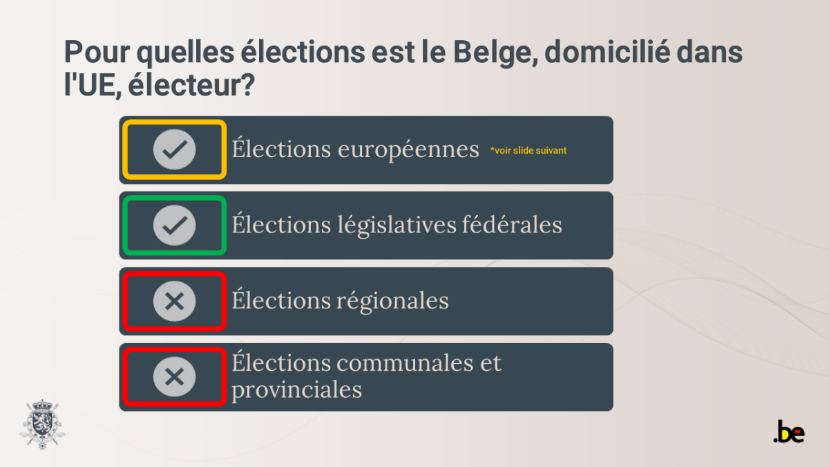 Pour quelles élections est le Belge, domicilié dans
l'UE, électeur?
Élections européennes *voir slide suivant
Élections législatives fédérales
Élections régionales
Élections communales et
provinciales
.be